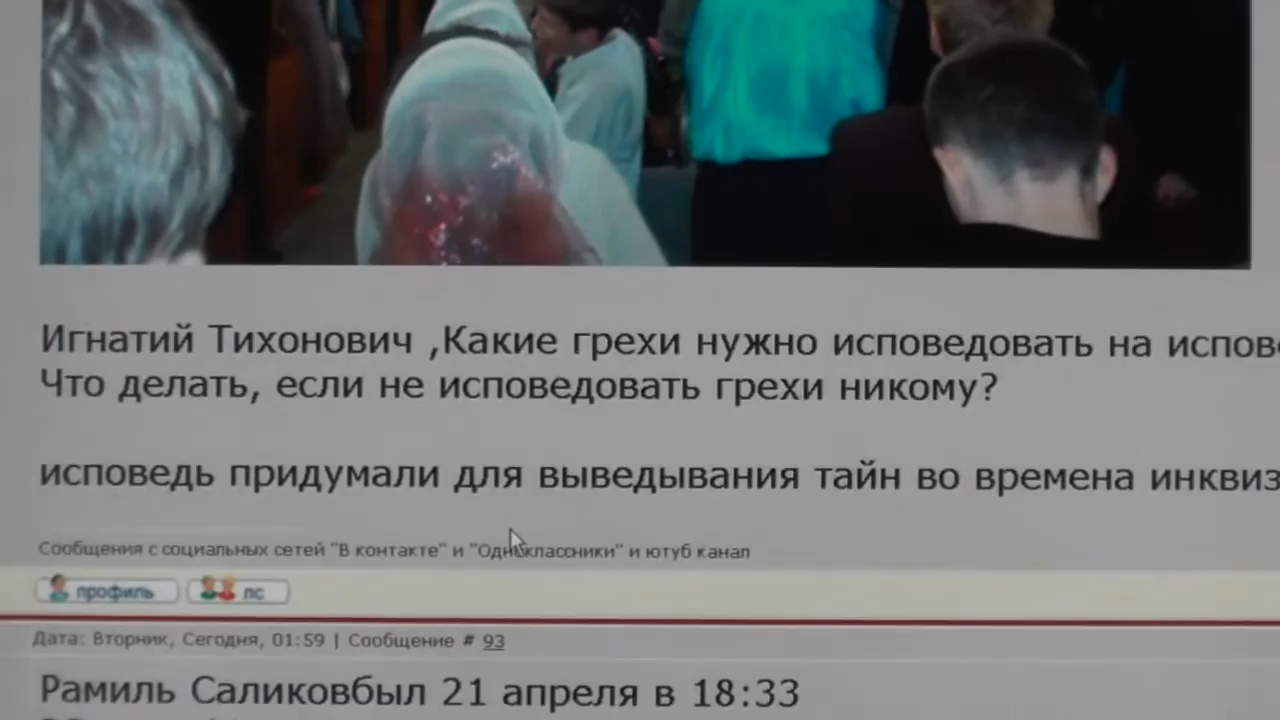 Игнатий Тихонович ,Какие грехи нужно исповедовать на
Что делать, если не исповедовать грехи никому?
исповедь придумали для выведывания тайн во времена
Сообщения с социальных сетей "В контакте" и "Одноклассники" и ютуб канал
профиль лс
Дата: Вторник, Сегодня, 01:59 | Сообщение # 93
Рамиль Саликовбыл 21 апреля в 18:33